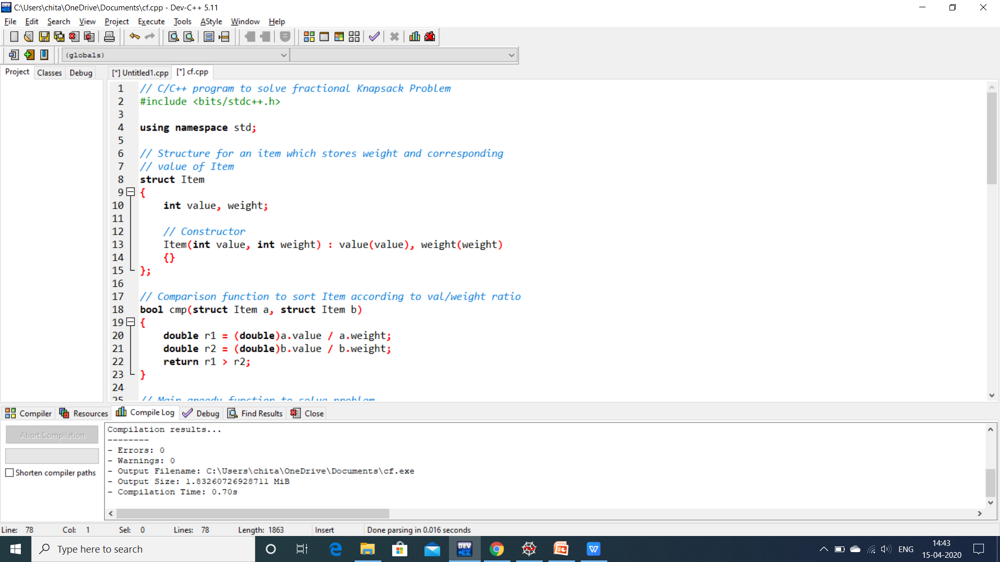 C:\Users\chita\OneDrive\Documents\cf.cpp - Dev-C++ 5.11
File Edit Search View Project Execute Tools AStyle Window Help
(globals)
Project Classes Debug [*] Untitled1.cpp [*] cf.cpp
1 // C/C++ program to solve fractional Knapsack Problem
2 #include <bits/stdc++.h>
3
4 using namespace std;
5
6 // Structure for an item which stores weight and corresponding
7 // value of Item
8 struct Item
9 {
10 int value, weight;
11
12 // Constructor
13 Item(int value, int weight) : value(value), weight(weight)
14 {}
15 };
16
17 // Comparison function to sort Item according to val/weight ratio
18 bool cmp(struct Item a, struct Item b)
19 {
20 double r1 = (double)a.value / a.weight;
21 double r2 = (double)b.value / b.weight;
22 return r1 > r2;
23 }
24
25 // Main greedy function to solve problem
Compiler Resources Compile Log Debug Find Results Close
Abort Compilation
Shorten compiler paths
Compilation results...
--------
- Errors: 0
- Warnings: 0
- Output Filename: C:\Users\chita\OneDrive\Documents\cf.exe
- Output Size: 1.83260726928711 MiB
- Compilation Time: 0.70s
Line: 78 Col: 1 Sel: 0 Lines: 78 Length: 1863 Insert Done parsing in 0.016 seconds
Type here to search
DEV C++
W
ENG
14:43
15-04-2020